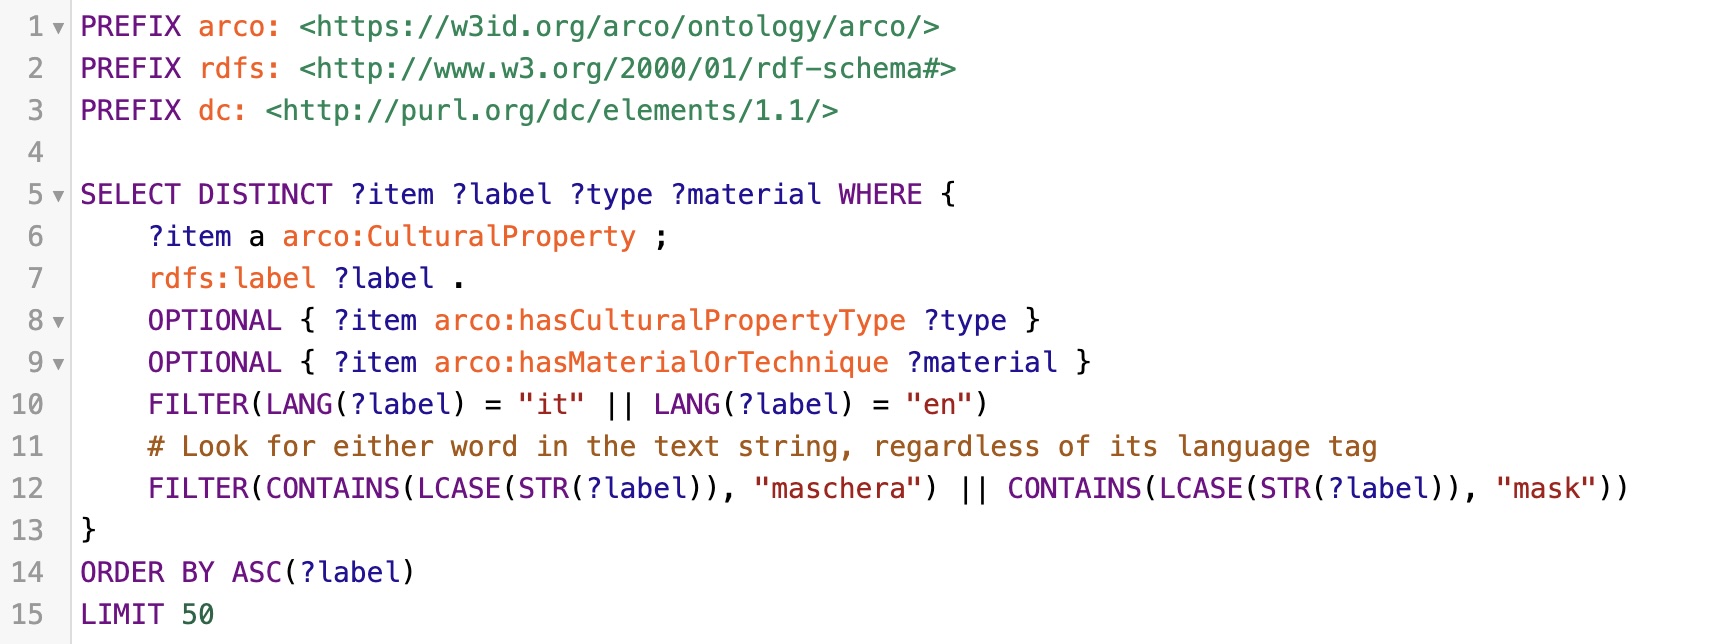 1 PREFIX arco: <https://w3id.org/arco/ontology/arco/>
2 PREFIX rdfs: <http://www.w3.org/2000/01/rdf-schema#>
3 PREFIX dc: <http://purl.org/dc/elements/1.1/>
4
5 SELECT DISTINCT ?item ?label ?type ?material WHERE {
6     ?item a arco:CulturalProperty ;
7     rdfs:label ?label .
8     OPTIONAL { ?item arco:hasCulturalPropertyType ?type }
9     OPTIONAL { ?item arco:hasMaterialOrTechnique ?material }
10     FILTER(LANG(?label) = "it" || LANG(?label) = "en")
11     # Look for either word in the text string, regardless of its language tag
12     FILTER(CONTAINS(LCASE(STR(?label)), "maschera") || CONTAINS(LCASE(STR(?label)), "mask"))
13 }
14 ORDER BY ASC(?label)
15 LIMIT 50